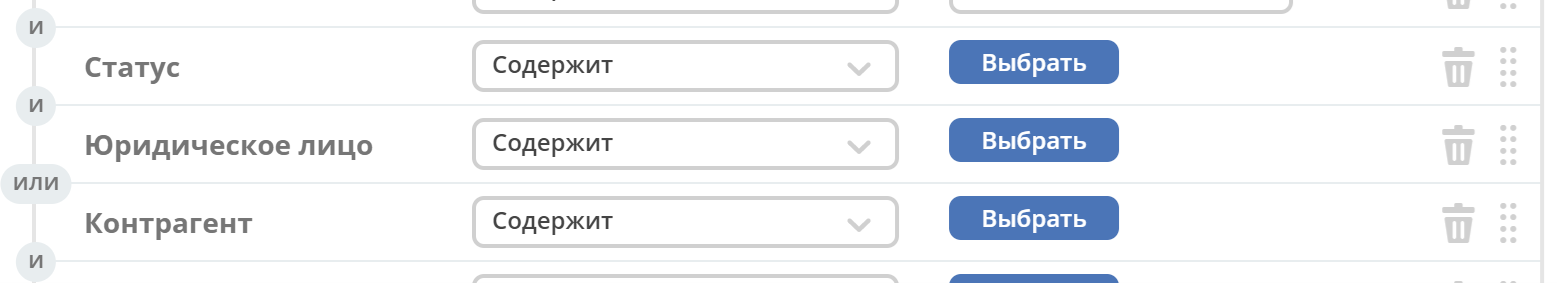 и
Статус Содержит Выбрать
и
Юридическое лицо Содержит Выбрать
или
Контрагент Содержит Выбрать
и